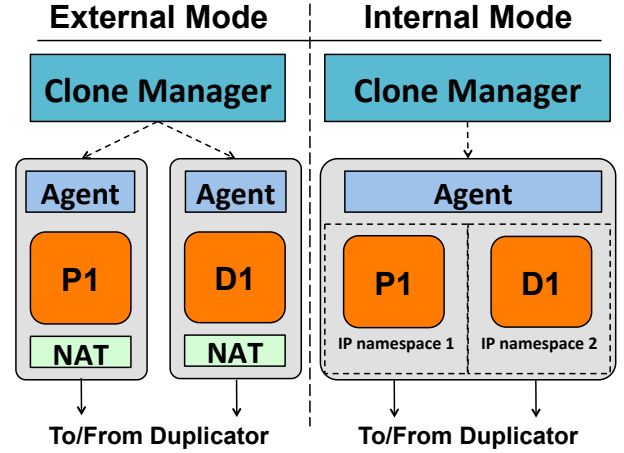 External Mode
Internal Mode
Clone Manager
Clone Manager
Agent
Agent
Agent
P1
D1
P1
D1
IP namespace 1
IP namespace 2
NAT
NAT
To/From Duplicator
To/From Duplicator